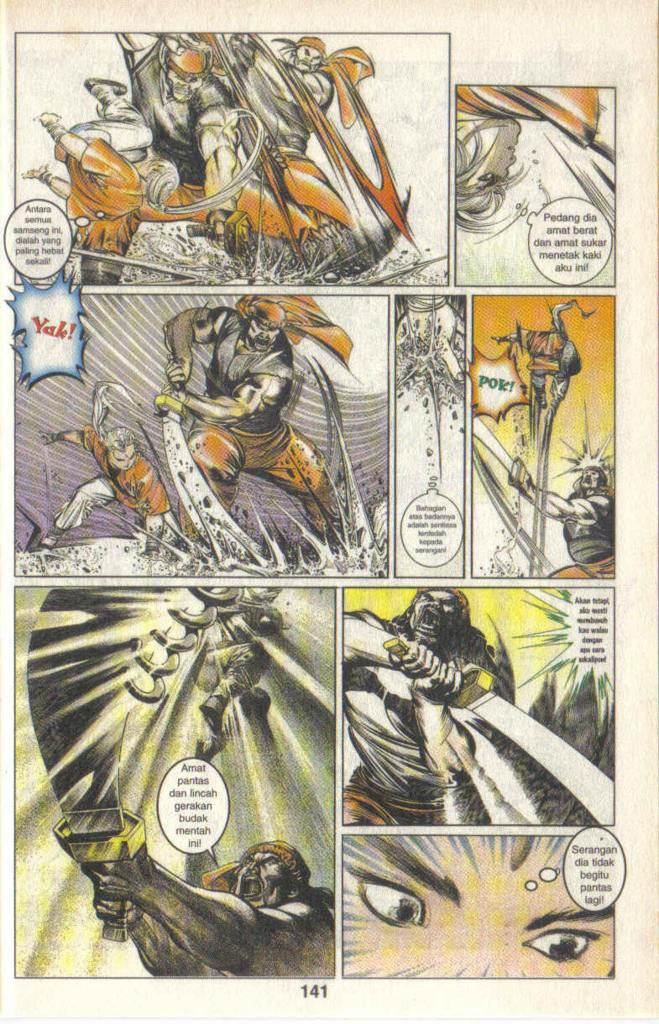 Antara
semua
samseng ini,
dialah yang
paling hebat
sekali!
Pedang dia
amat berat
dan amat sukar
menetak kaki
aku ini!
Yak!
Bahagian
atas badannya
adalah sentiasa
terdedah
kepada
serangan!
POK!
Amat
pantas
dan lincah
gerakan
budak
mentah
ini!
Akan tetapi,
aku mesti
membunuh
kau walau
dengan
apa cara
sekalipun!
Serangan
dia tidak
begitu
pantas
lagi!
141